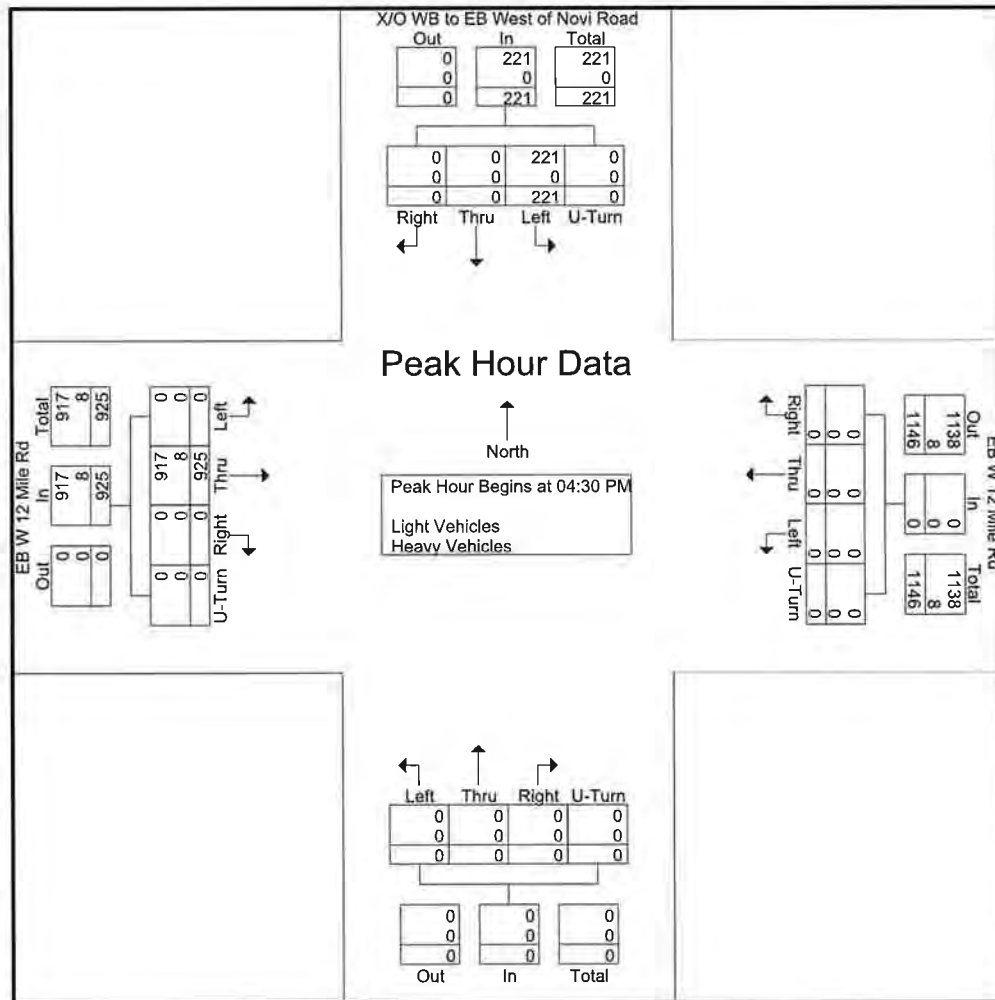 X/O WB to EB West of Novi Road
Out In Total
0 221 221
0 0 0
0 221 221
0 0 221 0
0 0 0 0
0 0 221 0
Right Thru Left U-Turn
Peak Hour Data
North
Peak Hour Begins at 04:30 PM
Light Vehicles
Heavy Vehicles
EB W 12 Mile Rd
Total In Out
917 8 925
917 8 925
0 0 0
Left Thru Right U-Turn
0 0 0
917 8 925
0 0 0
0 0 0
Right Thru Left U-Turn
0 0 0
0 0 0
0 0 0
0 0 0
Out In Total
1138 8 1146
0 0 0
1138 8 1146
EB W 12 Mile Rd
Left Thru Right U-Turn
0 0 0 0
0 0 0 0
0 0 0 0
0 0 0
0 0 0
0 0 0
Out In Total